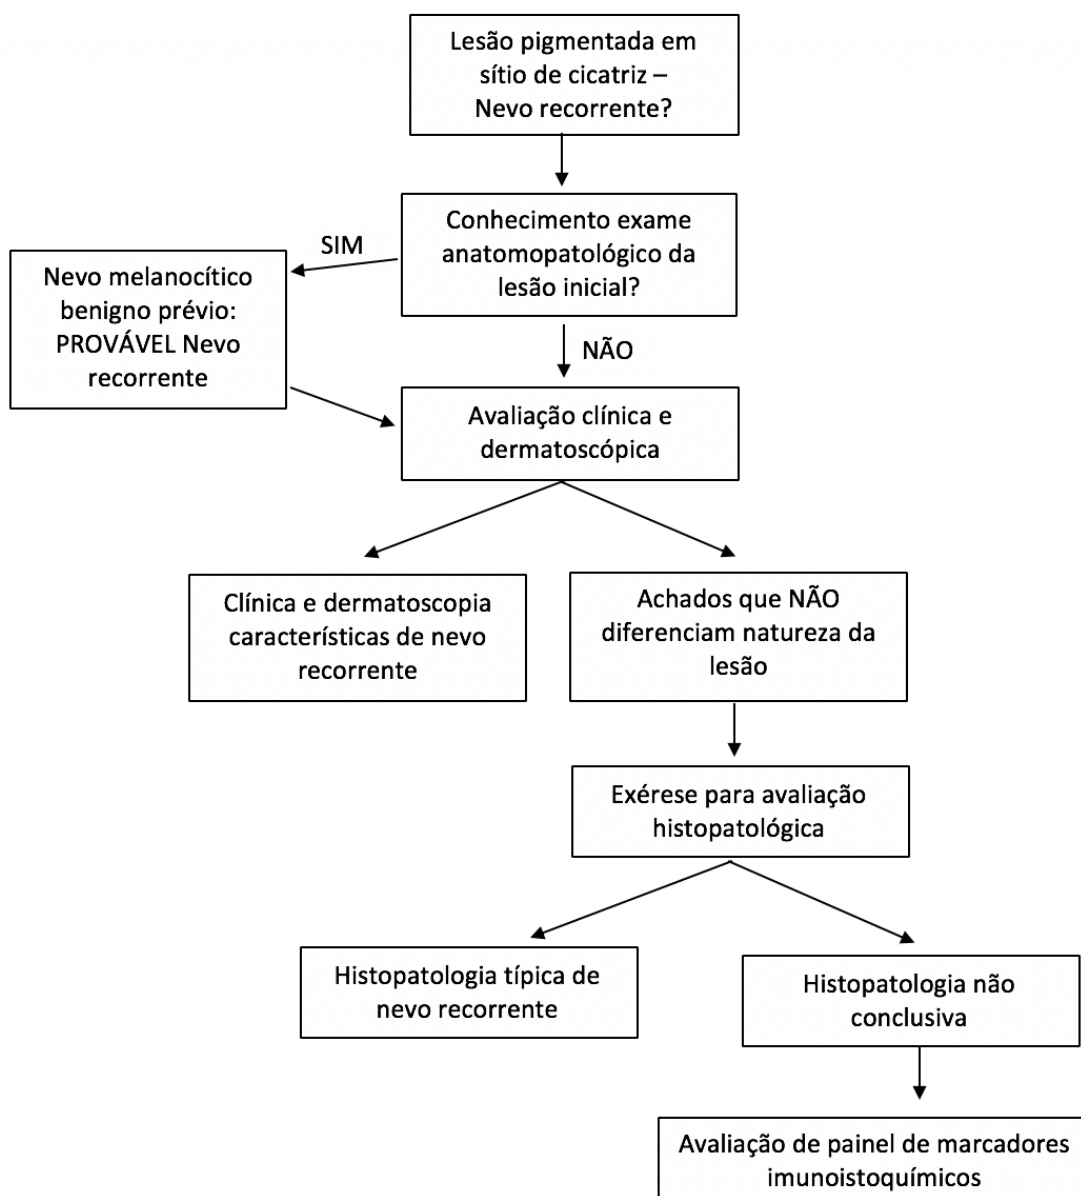 Lesão pigmentada em
sítio de cicatriz –
Nevo recorrente?
Conhecimento exame
anatomopatológico da
lesão inicial?
SIM
Nevo melanocítico
benigno prévio:
PROVÁVEL Nevo
recorrente
NÃO
Avaliação clínica e
dermatoscópica
Clínica e dermatoscopia
características de nevo
recorrente
Achados que NÃO
diferenciam natureza da
lesão
Exérese para avaliação
histopatológica
Histopatologia típica de
nevo recorrente
Histopatologia não
conclusiva
Avaliação de painel de marcadores
imunoistoquímicos